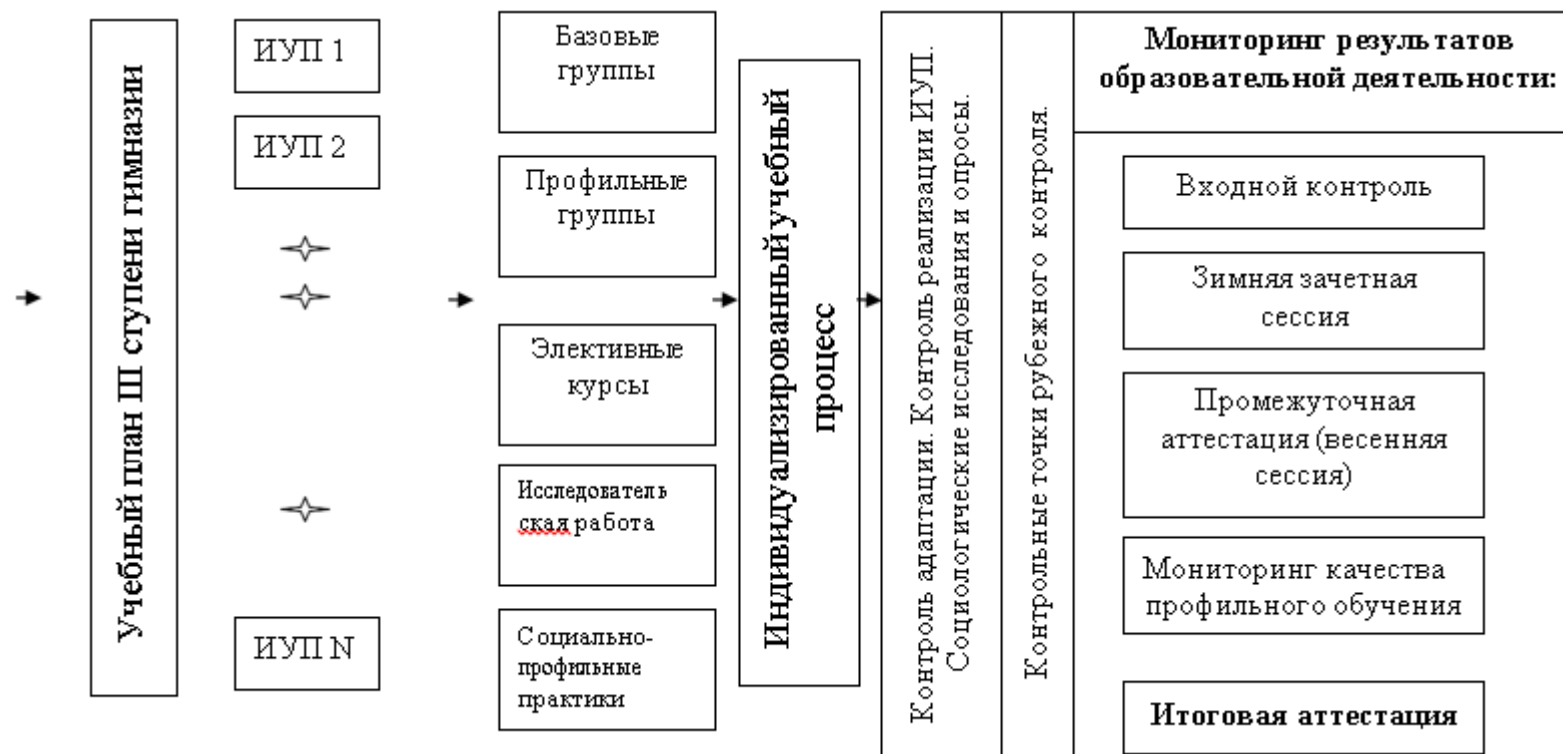 Учебный план III ступени гимназии
ИУП 1
ИУП 2
ИУП N
Базовые
группы
Профильные
группы
Элективные
курсы
Исследователь
ская работа
Социально-
профильные
практики
Индивидуализированный учебный
процесс
Контроль адаптации. Контроль реализации ИУП.
Социологические исследования и опросы.
Контрольные точки рубежного контроля.
Мониторинг результатов
образовательной деятельности:
Входной контроль
Зимняя зачетная
сессия
Промежуточная
аттестация (весенняя
сессия)
Мониторинг качества
профильного обучения
Итоговая аттестация